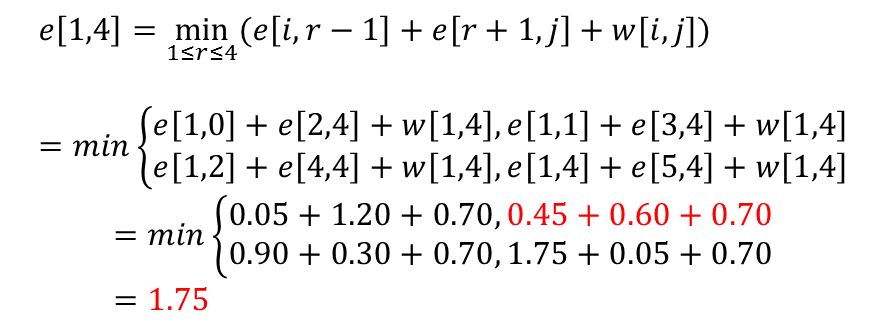 e[1,4] = min (e[i, r − 1] + e[r + 1, j] + w[i, j])
1≤r≤4
= min {e[1,0] + e[2,4] + w[1,4], e[1,1] + e[3,4] + w[1,4]
e[1,2] + e[4,4] + w[1,4], e[1,4] + e[5,4] + w[1,4]
= min {0.05 + 1.20 + 0.70, 0.45 + 0.60 + 0.70
0.90 + 0.30 + 0.70, 1.75 + 0.05 + 0.70
= 1.75